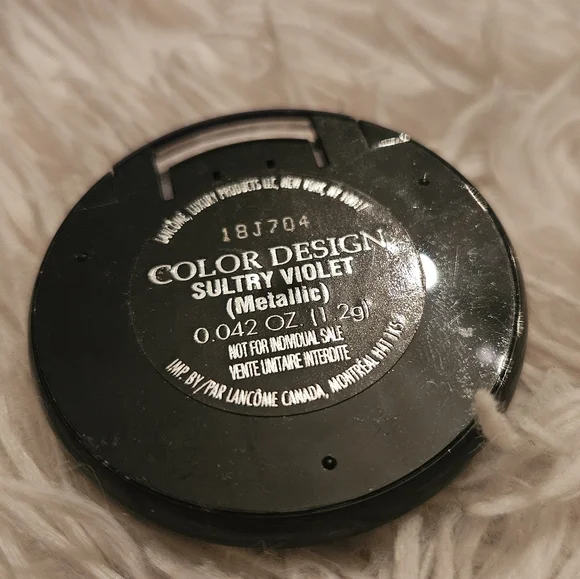 LANCÔME, LUXURY PRODUCTS LLC, NEW YORK, NY 10017
18J704
COLOR DESIGN
SULTRY VIOLET
(Metallic)
0.042 OZ. (1.2g)
NOT FOR INDIVIDUAL SALE
VENTE UNITAIRE INTERDITE
IMP. BY/PAR LANCÔME CANADA, MONTRÉAL H4T 1K5